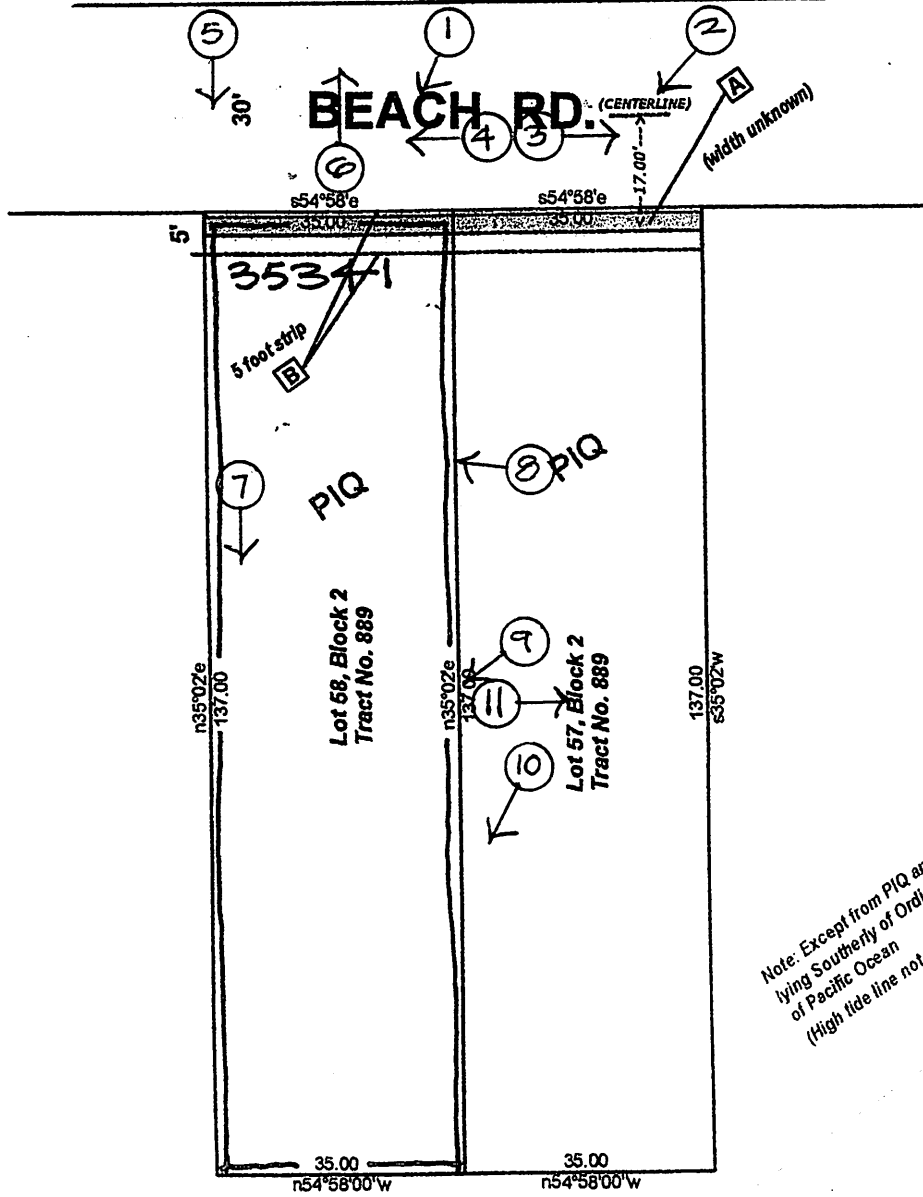 5
1
2
A
30'
BEACH RD.
(CENTERLINE)
(width unknown)
4
3
17.00'
6
s54°58'e
35.00
s54°58'e
35.00
5'
35341
5 foot strip
B
7
PIQ
8
PIQ
Lot 58, Block 2
Tract No. 889
9
11
10
Lot 57, Block 2
Tract No. 889
n35°02'e
137.00
n35°02'e
137.00
137.00
s35°02'w
Note: Except from PIQ
lying Southerly of
of Pacific Ocean
(High tide line not
35.00
n54°58'00"w
35.00
n54°58'00"w